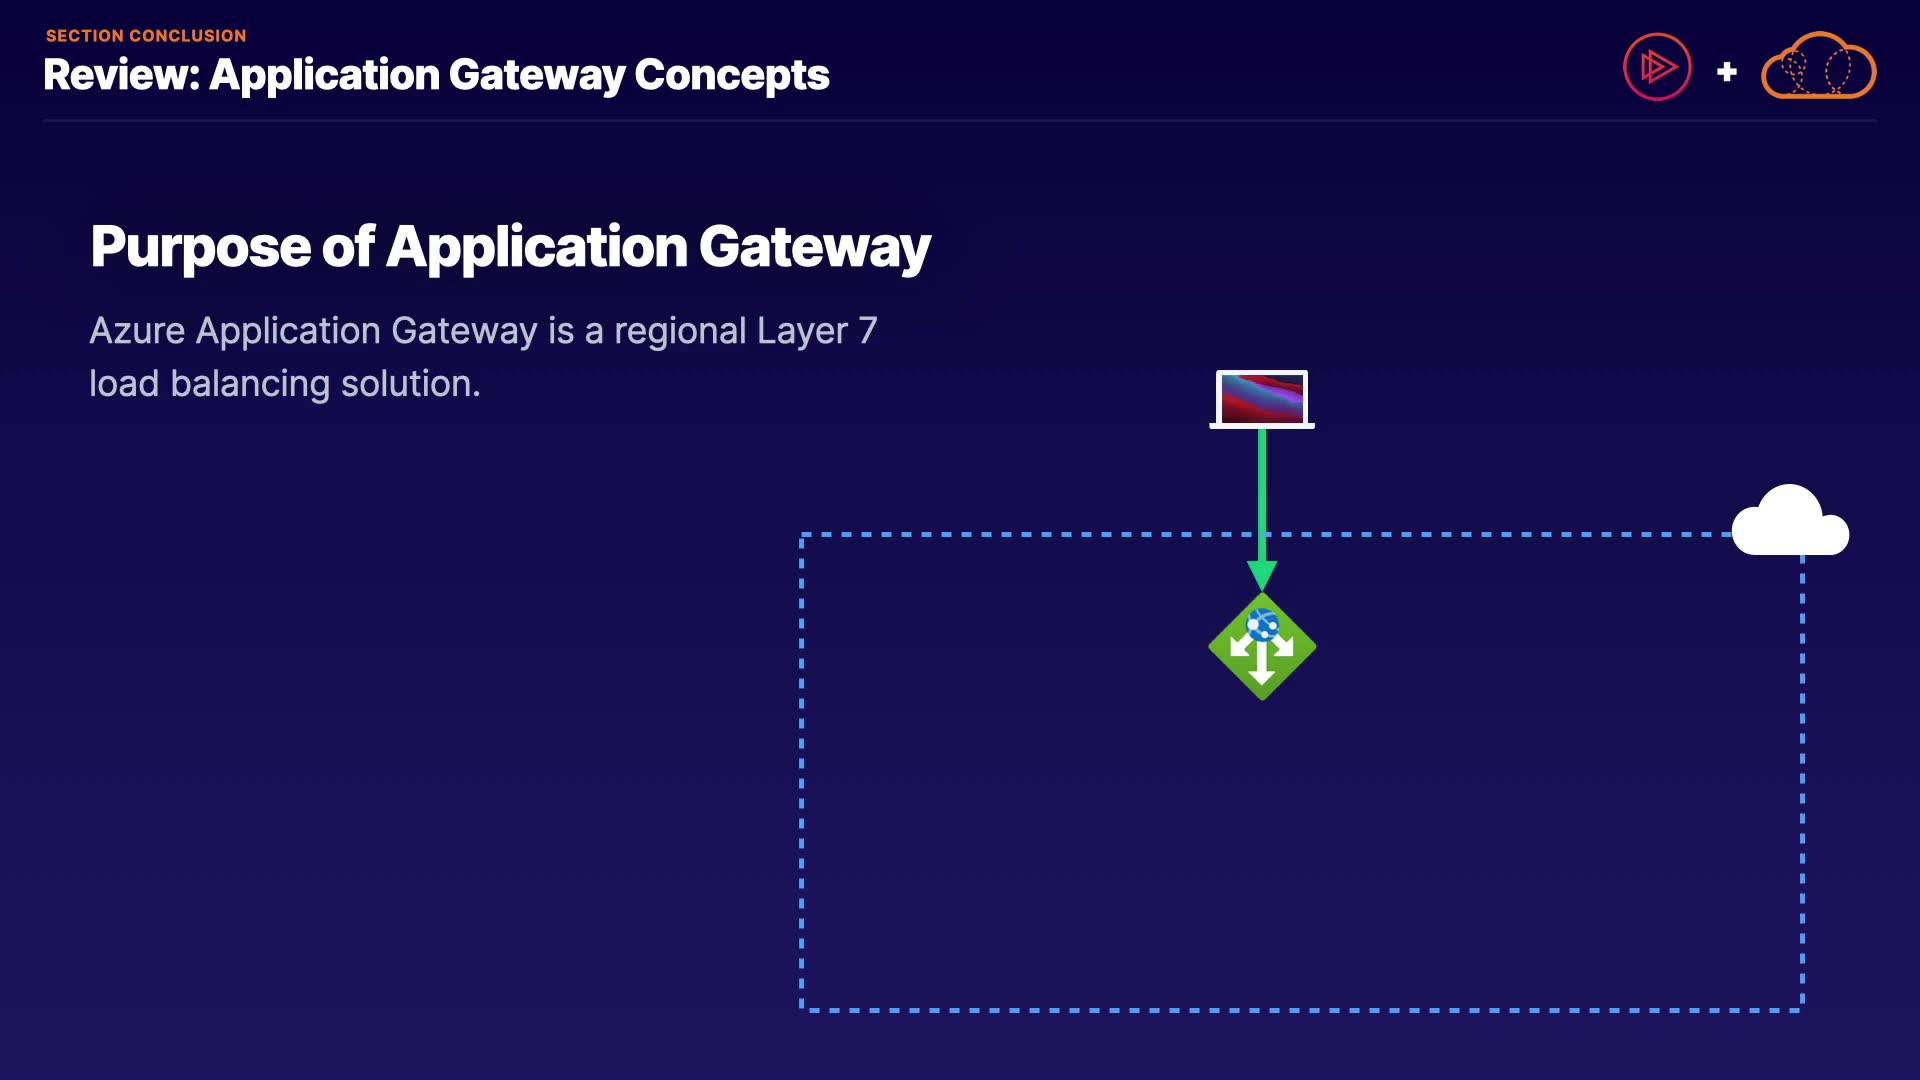 SECTION CONCLUSION
Review: Application Gateway Concepts
+
Purpose of Application Gateway
Azure Application Gateway is a regional Layer 7
load balancing solution.